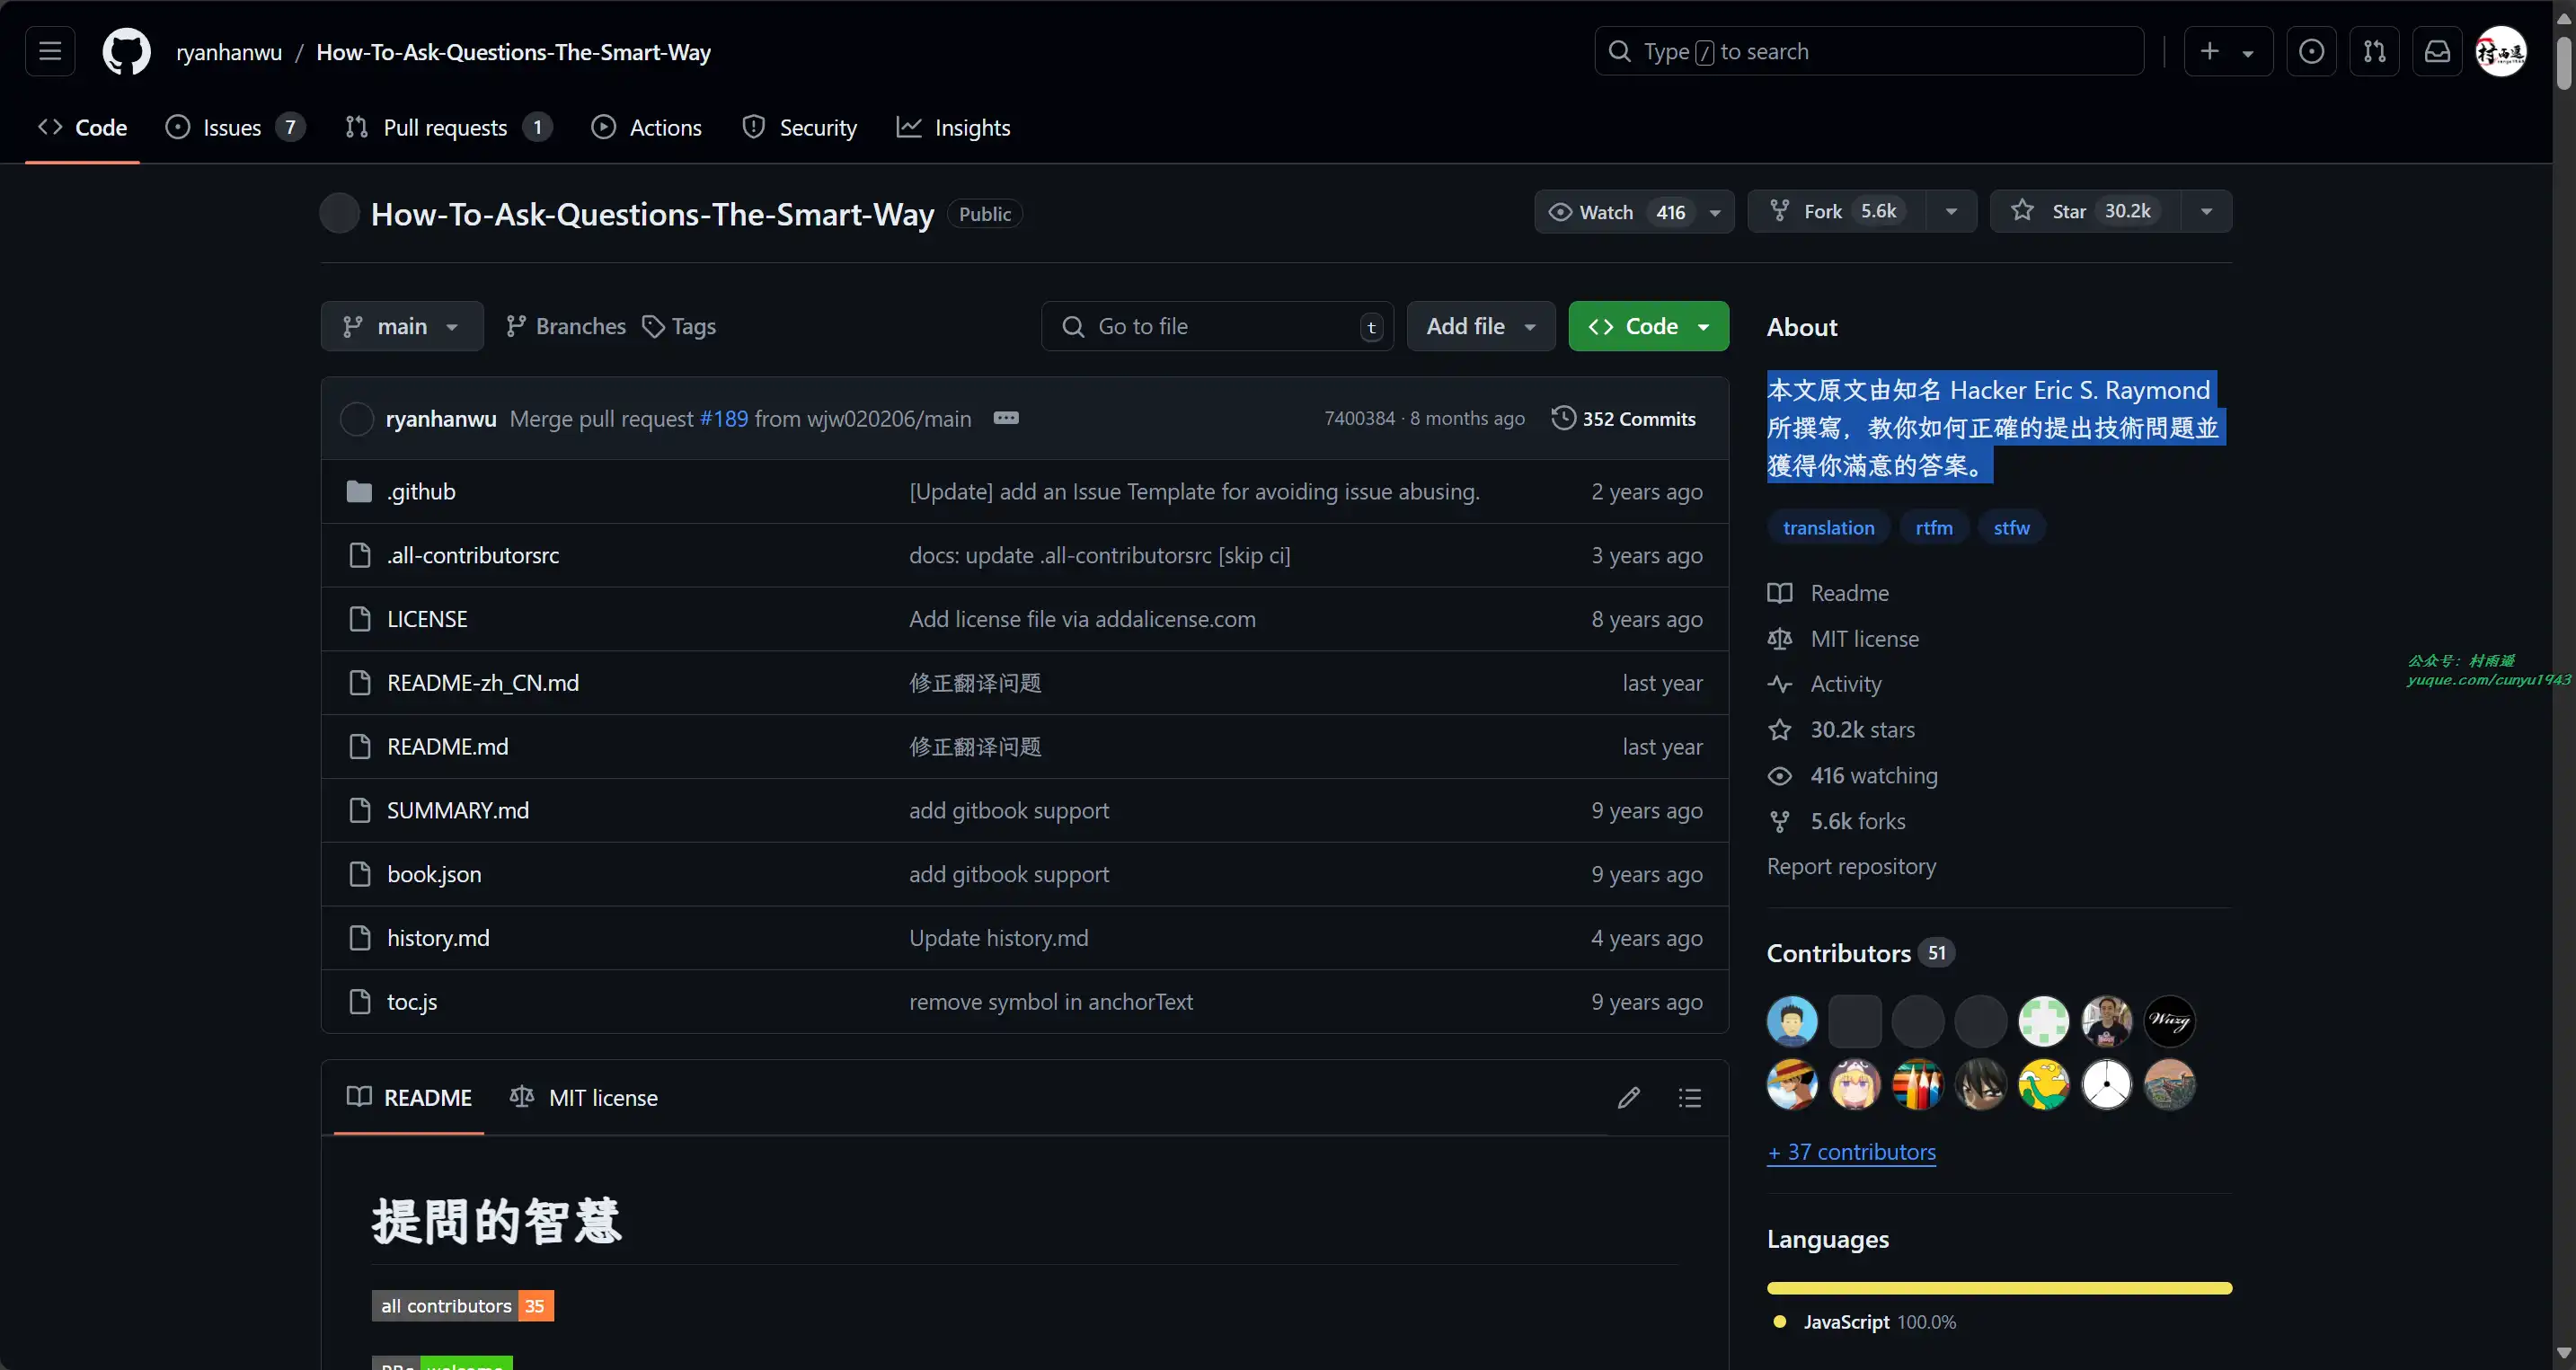 ryanhanwu / How-To-Ask-Questions-The-Smart-Way
Type / to search
Code
Issues 7
Pull requests 1
Actions
Security
Insights
How-To-Ask-Questions-The-Smart-Way Public
Watch 416
Fork 5.6k
Star 30.2k
main
Branches
Tags
Go to file t
Add file
Code
ryanhanwu Merge pull request #189 from wjw020206/main
7400384 · 8 months ago
352 Commits
.github [Update] add an Issue Template for avoiding issue abusing. 2 years ago
.all-contributorsrc docs: update .all-contributorsrc [skip ci] 3 years ago
LICENSE Add license file via addalicense.com 8 years ago
README-zh_CN.md 修正翻译问题 last year
README.md 修正翻译问题 last year
SUMMARY.md add gitbook support 9 years ago
book.json add gitbook support 9 years ago
history.md Update history.md 4 years ago
toc.js remove symbol in anchorText 9 years ago
README
MIT license
提問的智慧
all contributors 35
About
本文原文由知名 Hacker Eric S. Raymond
所撰寫，教你如何正確的提出技術問題並
獲得你滿意的答案。
translation rtfm stfw
Readme
MIT license
Activity
30.2k stars
416 watching
5.6k forks
Report repository
Contributors 51
Wuzg
+ 37 contributors
Languages
JavaScript 100.0%
公众号：村雨遥
yuque.com/cunyu1943